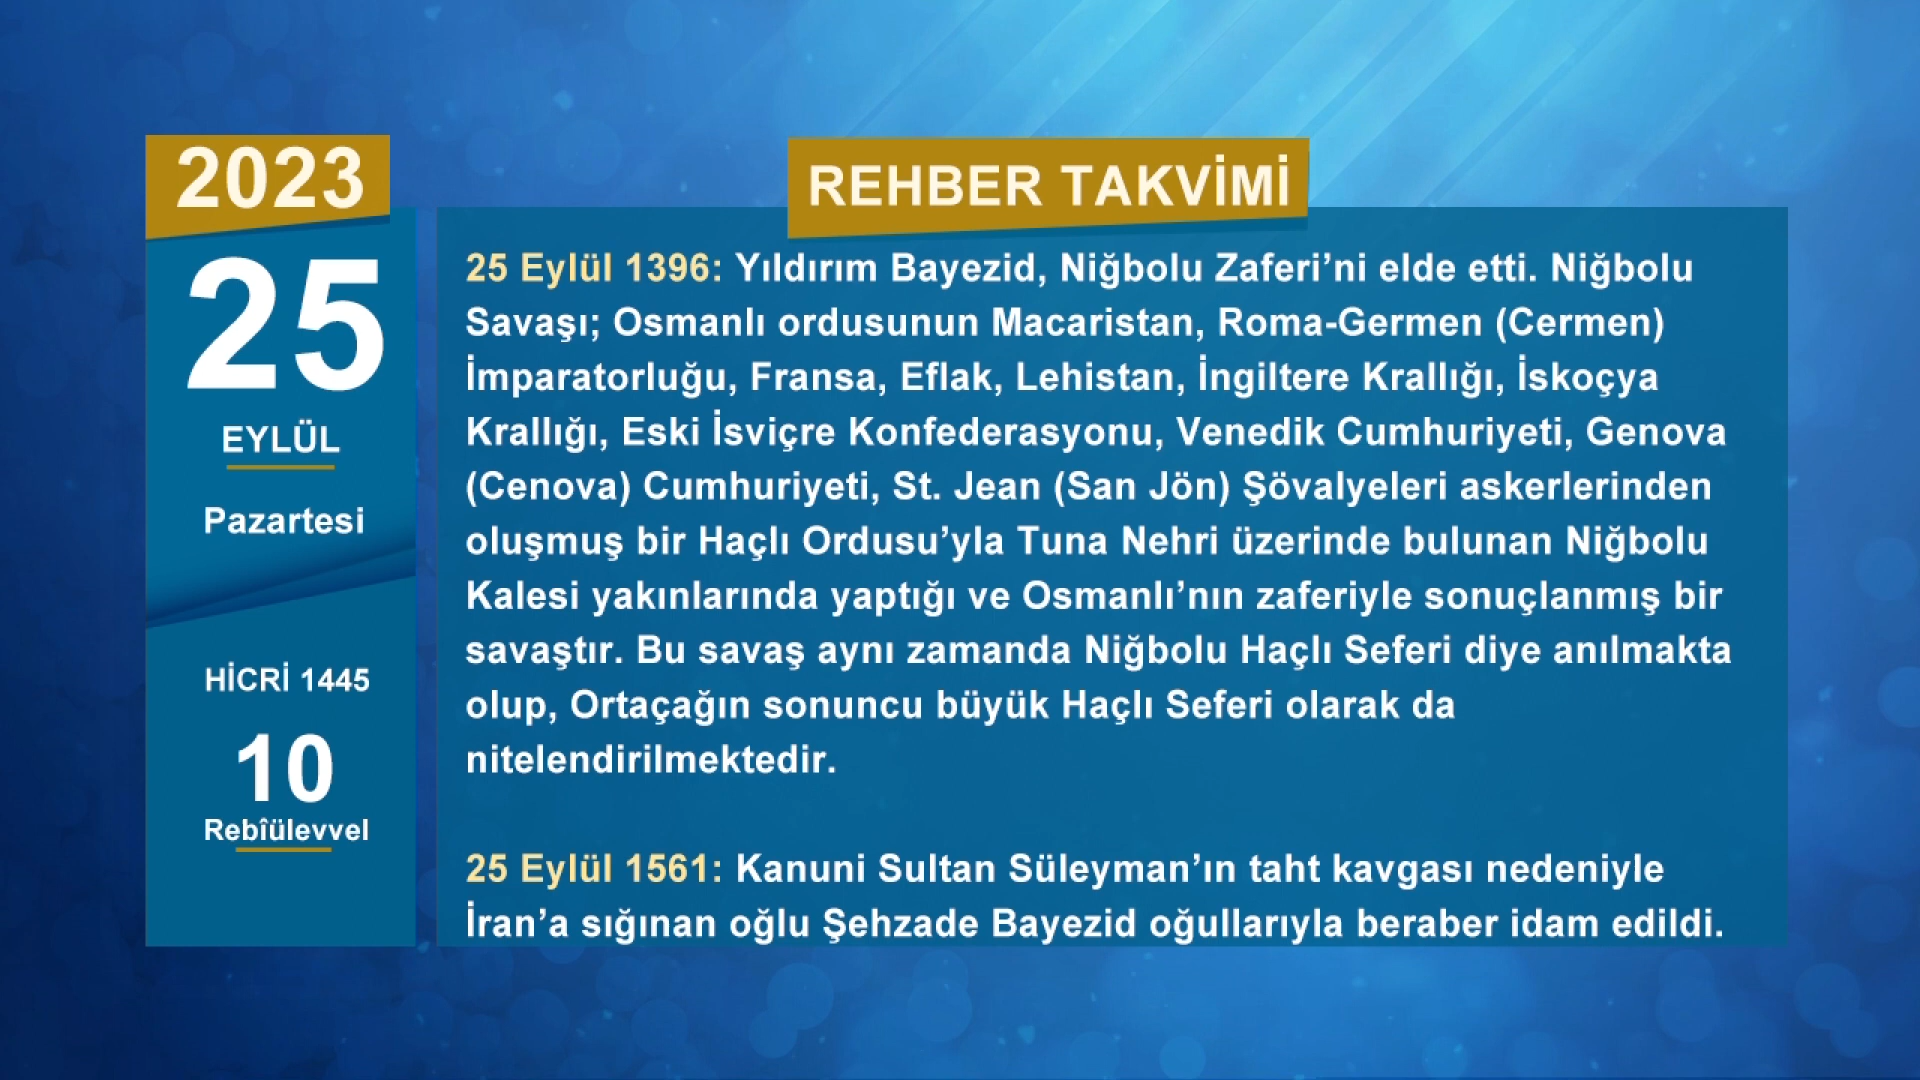 2023
25
EYLÜL
Pazartesi
HİCRİ 1445
10
Rebîülevvel
REHBER TAKVİMİ
25 Eylül 1396: Yıldırım Bayezid, Niğbolu Zaferi’ni elde etti. Niğbolu
Savaşı; Osmanlı ordusunun Macaristan, Roma-Germen (Cermen)
İmparatorluğu, Fransa, Eflak, Lehistan, İngiltere Krallığı, İskoçya
Krallığı, Eski İsviçre Konfederasyonu, Venedik Cumhuriyeti, Genova
(Cenova) Cumhuriyeti, St. Jean (San Jön) Şövalyeleri askerlerinden
oluşmuş bir Haçlı Ordusu’yla Tuna Nehri üzerinde bulunan Niğbolu
Kalesi yakınlarında yaptığı ve Osmanlı’nın zaferiyle sonuçlanmış bir
savaştır. Bu savaş aynı zamanda Niğbolu Haçlı Seferi diye anılmakta
olup, Ortaçağın sonuncu büyük Haçlı Seferi olarak da
nitelendirilmektedir.
25 Eylül 1561: Kanuni Sultan Süleyman’ın taht kavgası nedeniyle
İran’a sığınan oğlu Şehzade Bayezid oğullarıyla beraber idam edildi.